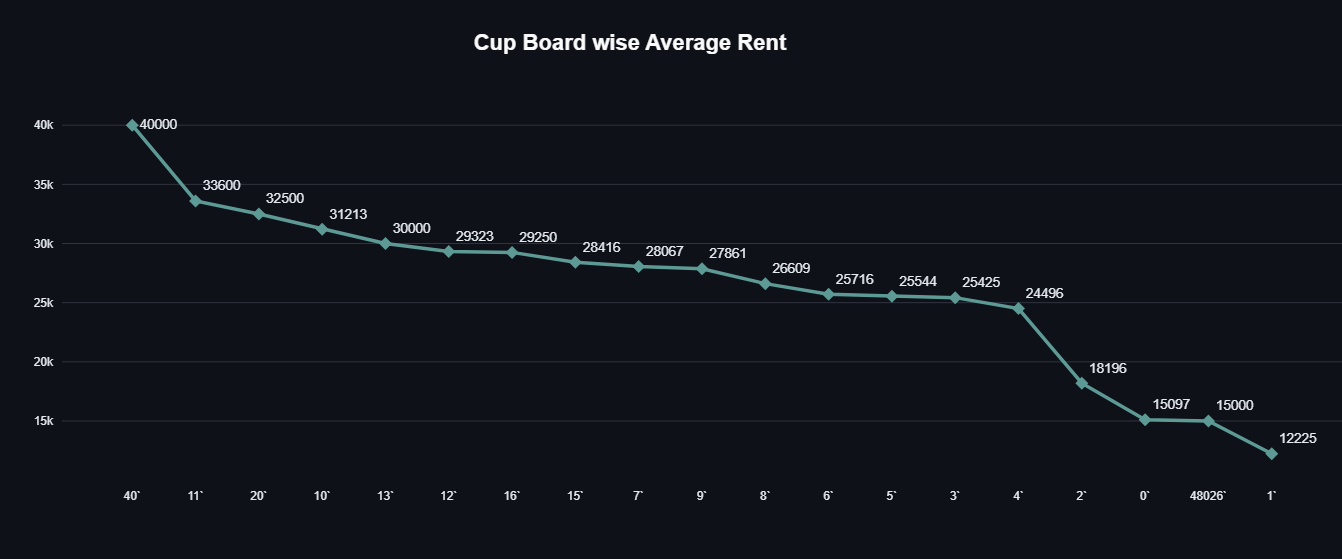 Cup Board wise Average Rent
40k
35k
30k
25k
20k
15k
40000
33600
32500
31213
30000
29323
29250
28416
28067
27861
26609
25716
25544
25425
24496
18196
15097
15000
12225
40` 11` 20` 10` 13` 12` 16` 15` 7` 9` 8` 6` 5` 3` 4` 2` 0` 48026` 1`